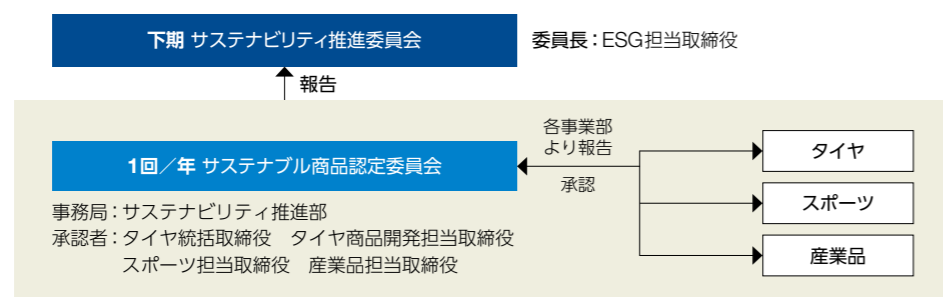 下期 サステナビリティ推進委員会
委員長：ESG担当取締役
報告
1回／年 サステナブル商品認定委員会
各事業部
より報告
承認
タイヤ
スポーツ
産業品
事務局：サステナビリティ推進部
承認者：タイヤ統括取締役　タイヤ商品開発担当取締役
スポーツ担当取締役　産業品担当取締役